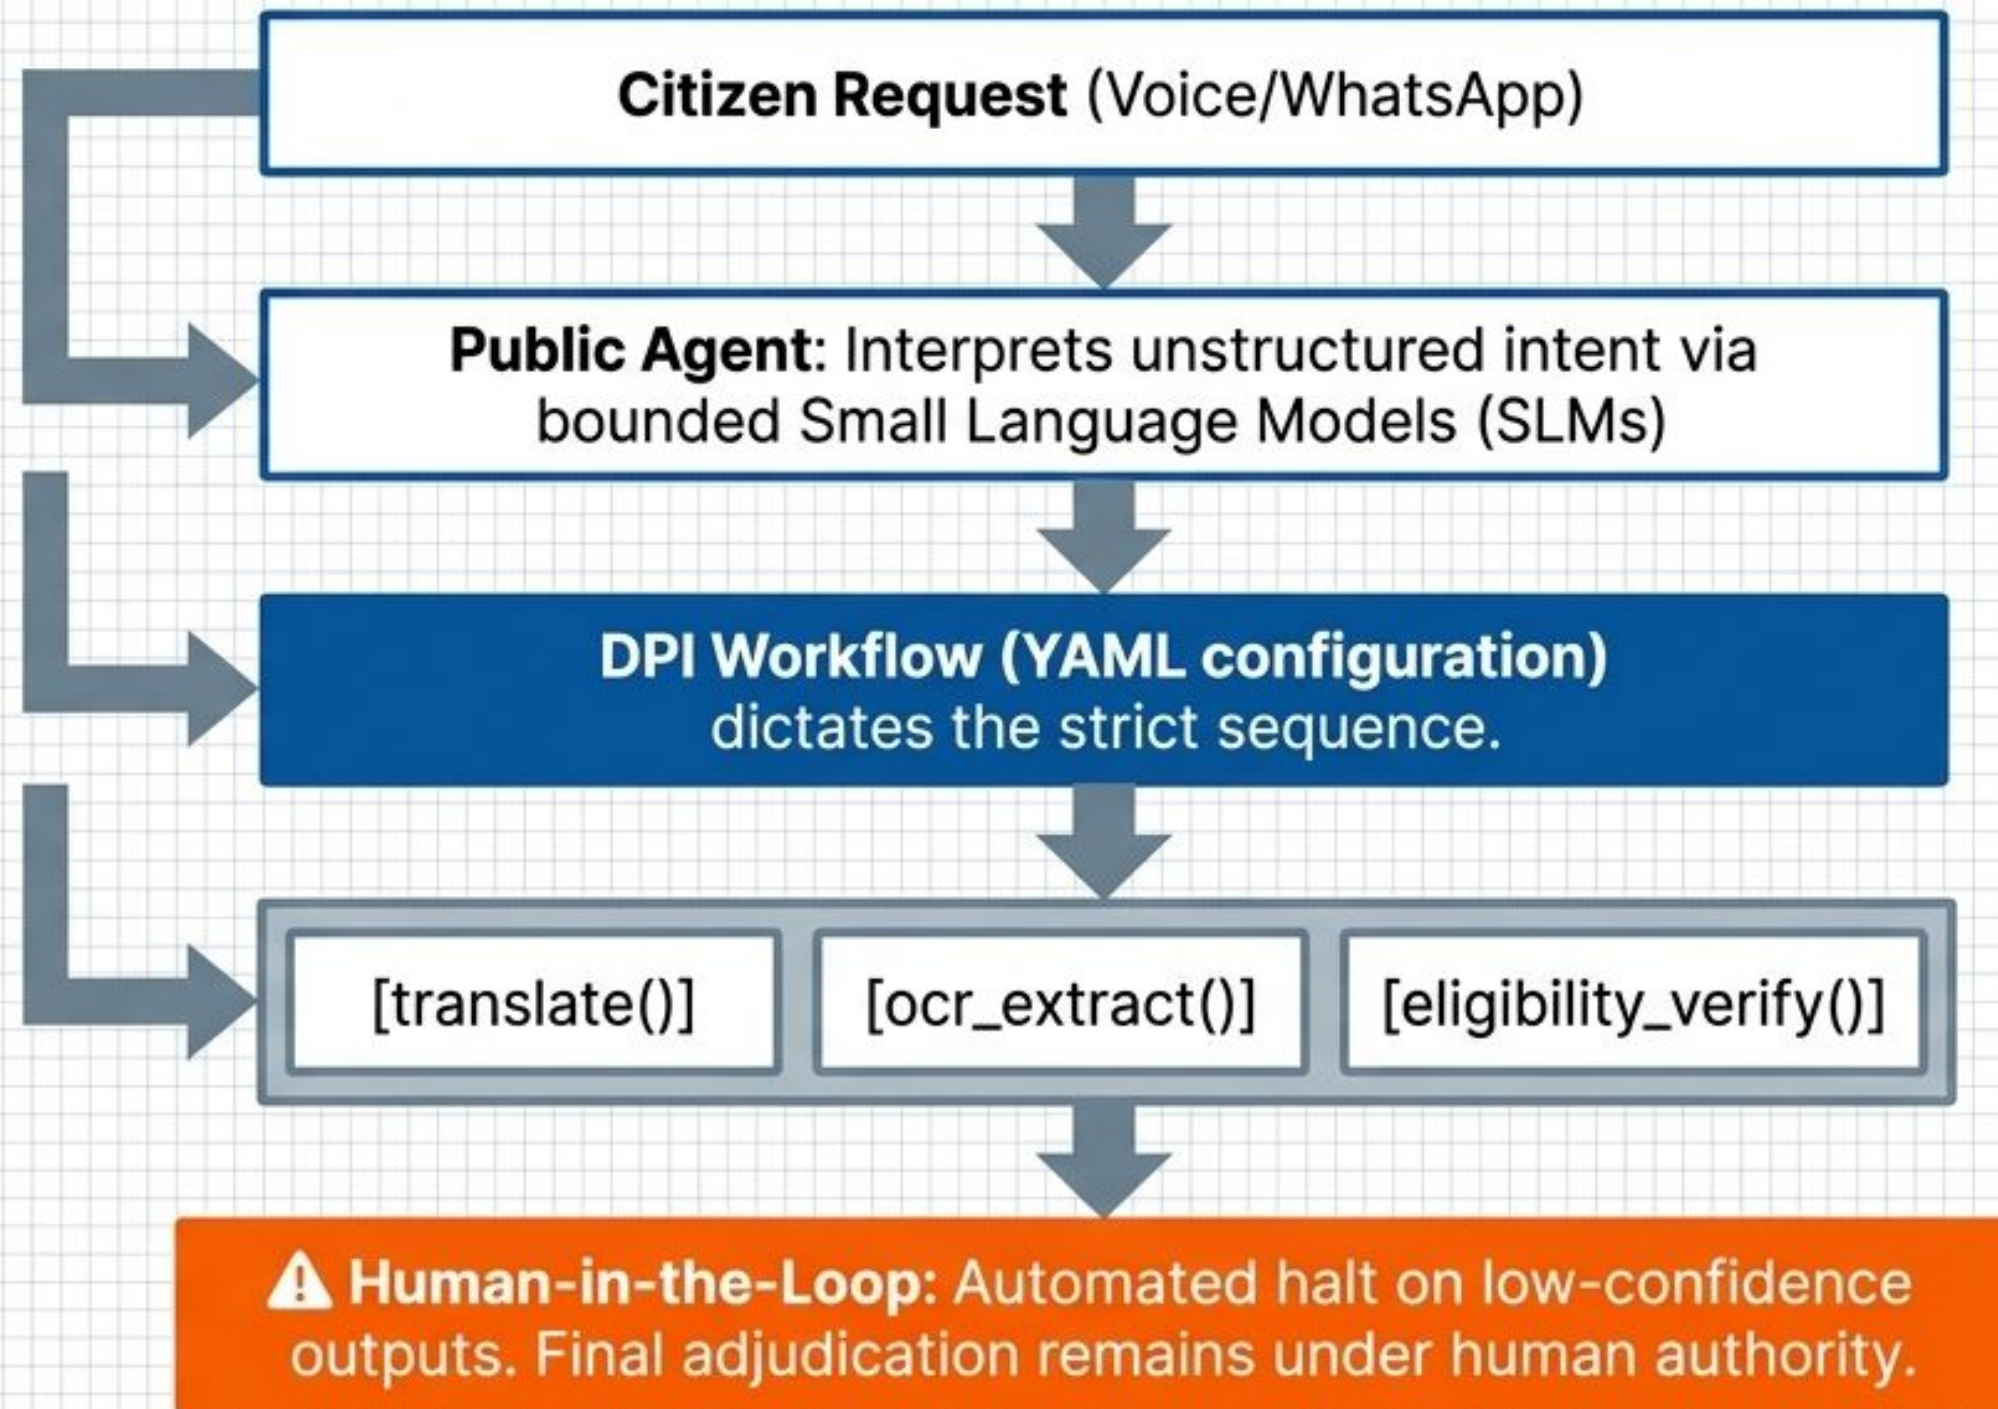 Citizen Request (Voice/WhatsApp)
Public Agent: Interprets unstructured intent via
bounded Small Language Models (SLMs)
DPI Workflow (YAML configuration)
dictates the strict sequence.
[translate()]
[ocr_extract()]
[eligibility_verify()]
Human-in-the-Loop: Automated halt on low-confidence
outputs. Final adjudication remains under human authority.